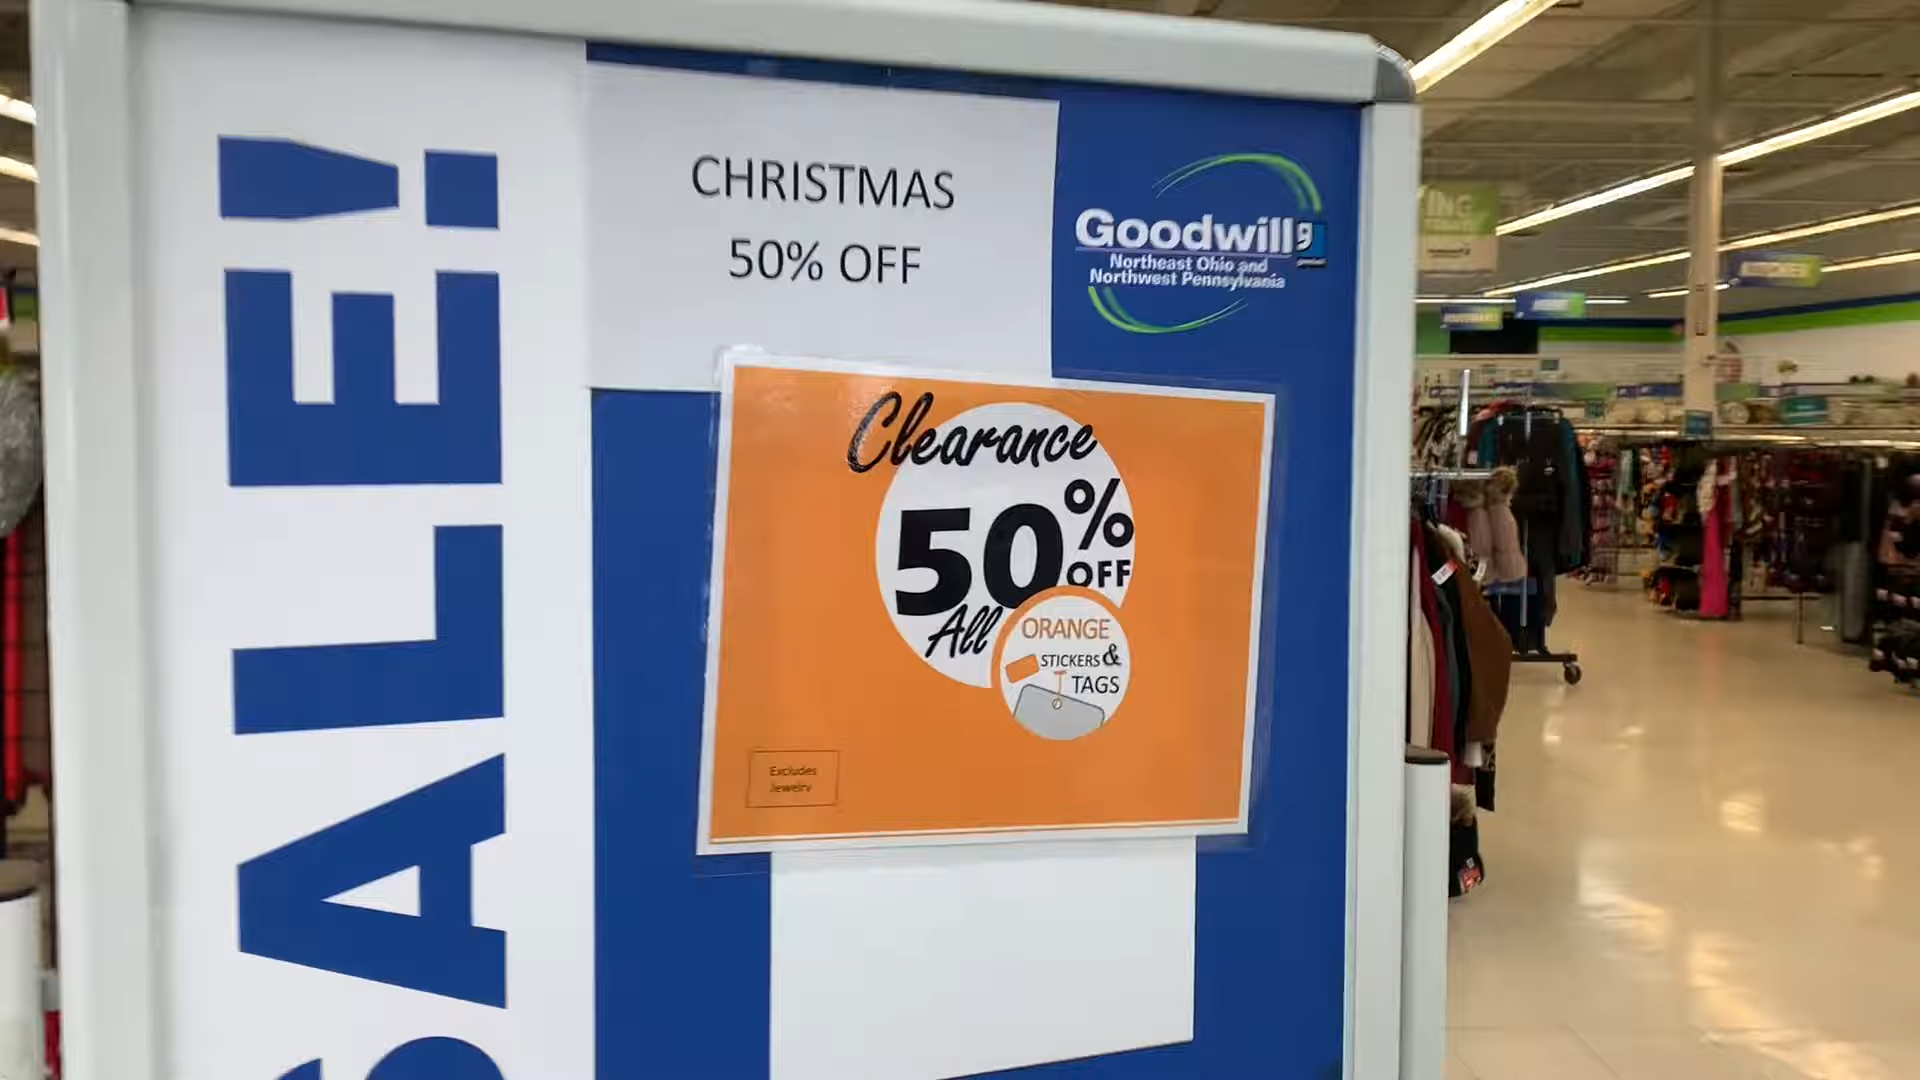 SALE!
CHRISTMAS
50% OFF
Goodwill
Northeast Ohio and
Northwest Pennsylvania
Clearance
50%
OFF
All
ORANGE
STICKERS &
TAGS
Excludes
Jewelry